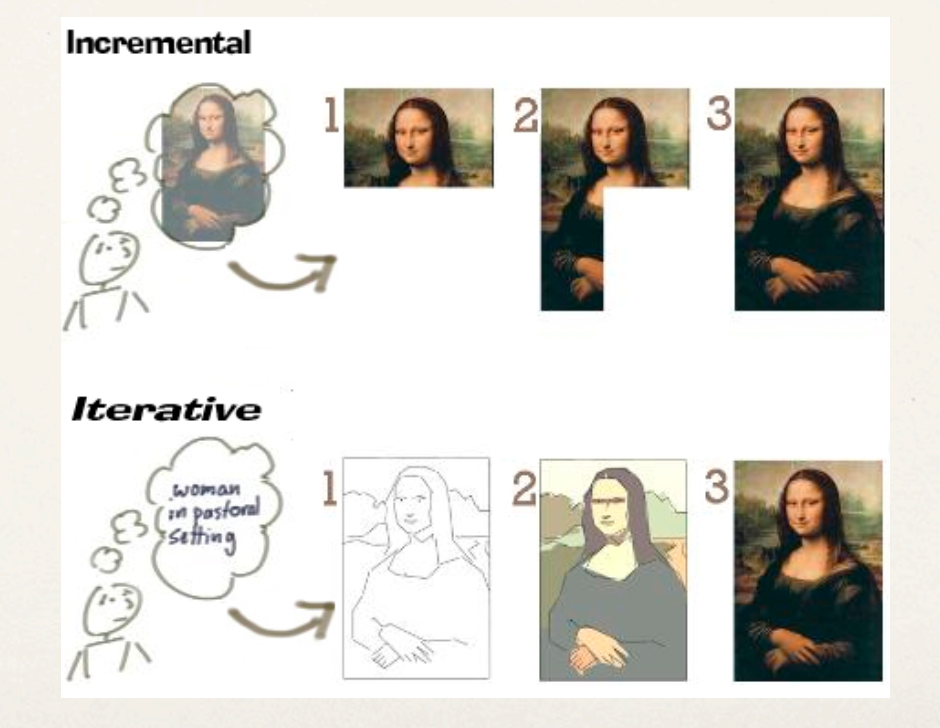 Incremental
1
2
3
Iterative
woman
in pastoral
setting
1
2
3